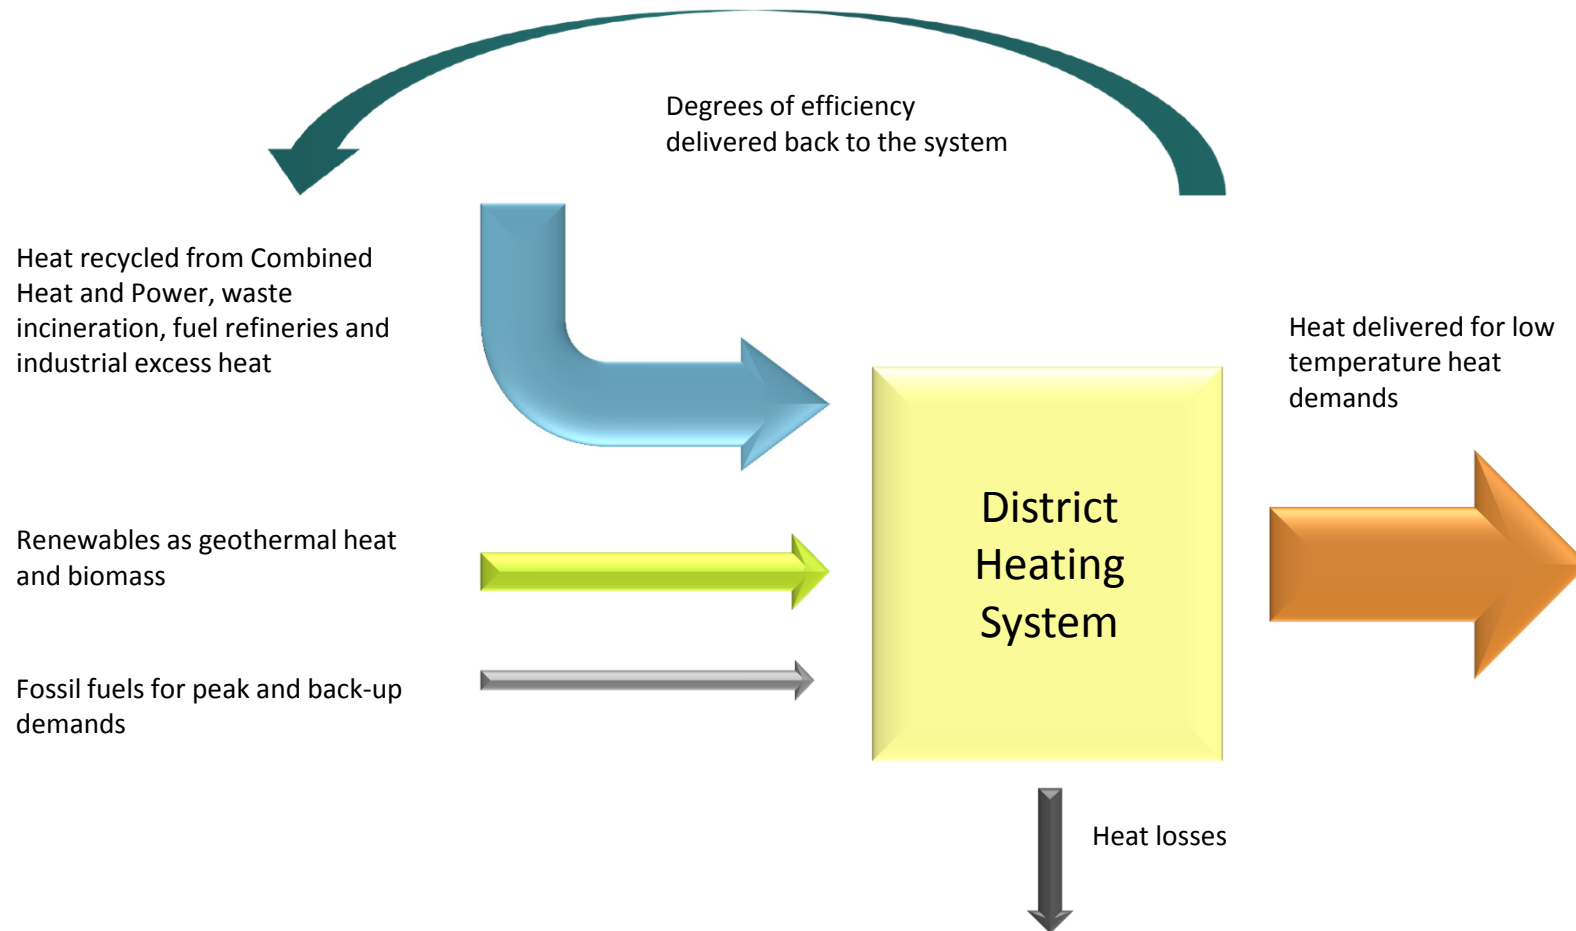 Degrees of efficiency
delivered back to the system
Heat recycled from Combined
Heat and Power, waste
incineration, fuel refineries and
industrial excess heat
Heat delivered for low
temperature heat
demands
Renewables as geothermal heat
and biomass
District
Heating
System
Fossil fuels for peak and back-up
demands
Heat losses